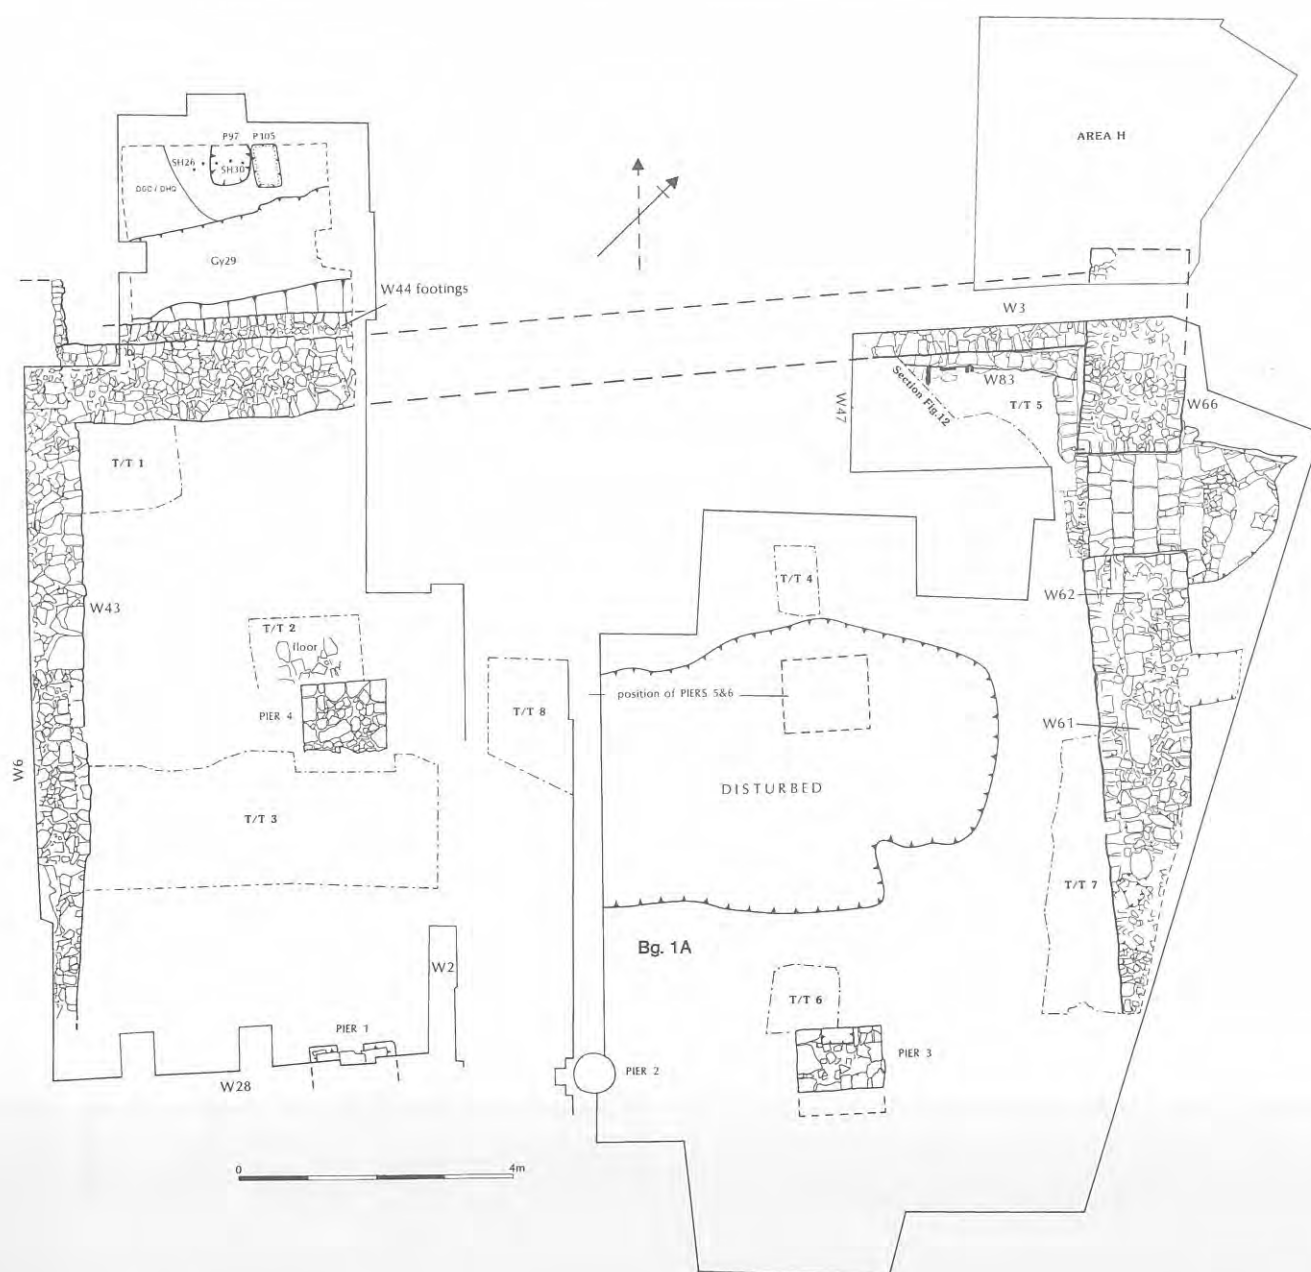 P97 P105
SH26
SH30
DGC / DHQ
Gy29
W44 footings
AREA H
W3
W83
Section Fig.12
T/T 5
W47
W66
T/T 1
W43
T/T 2
floor
PIER 4
W6
T/T 3
T/T 8
T/T 4
position of PIERS 5&6
DISTURBED
SH42
W62
W61
T/T 7
Bg. 1A
W2
T/T 6
PIER 1
PIER 2
PIER 3
W28
0 4m